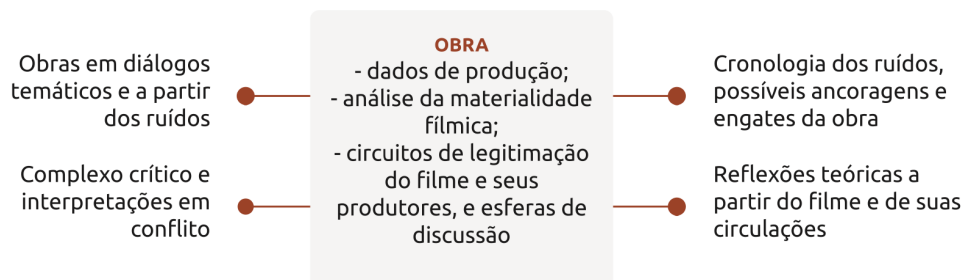 Obras em diálogos
temáticos e a partir
dos ruídos
Complexo crítico e
interpretações em
conflito
OBRA
- dados de produção;
- análise da materialidade
fílmica;
- circuitos de legitimação
do filme e seus
produtores, e esferas de
discussão
Cronologia dos ruídos,
possíveis ancoragens e
engates da obra
Reflexões teóricas a
partir do filme e de suas
circulações